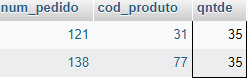 num_pedido cod_produto qntde
121 31 35
138 77 35